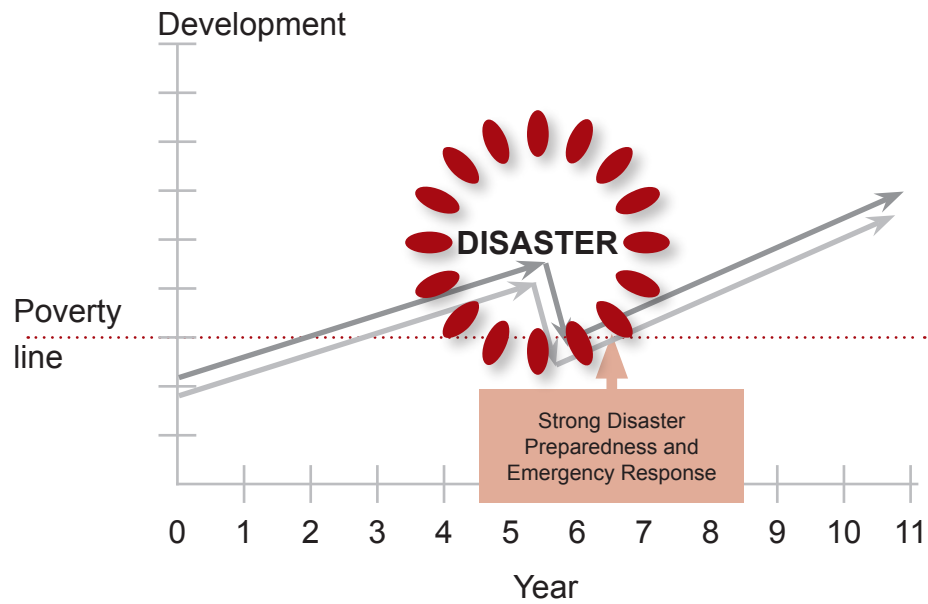 Development
DISASTER
Poverty
line
Strong Disaster
Preparedness and
Emergency Response
0 1 2 3 4 5 6 7 8 9 10 11
Year